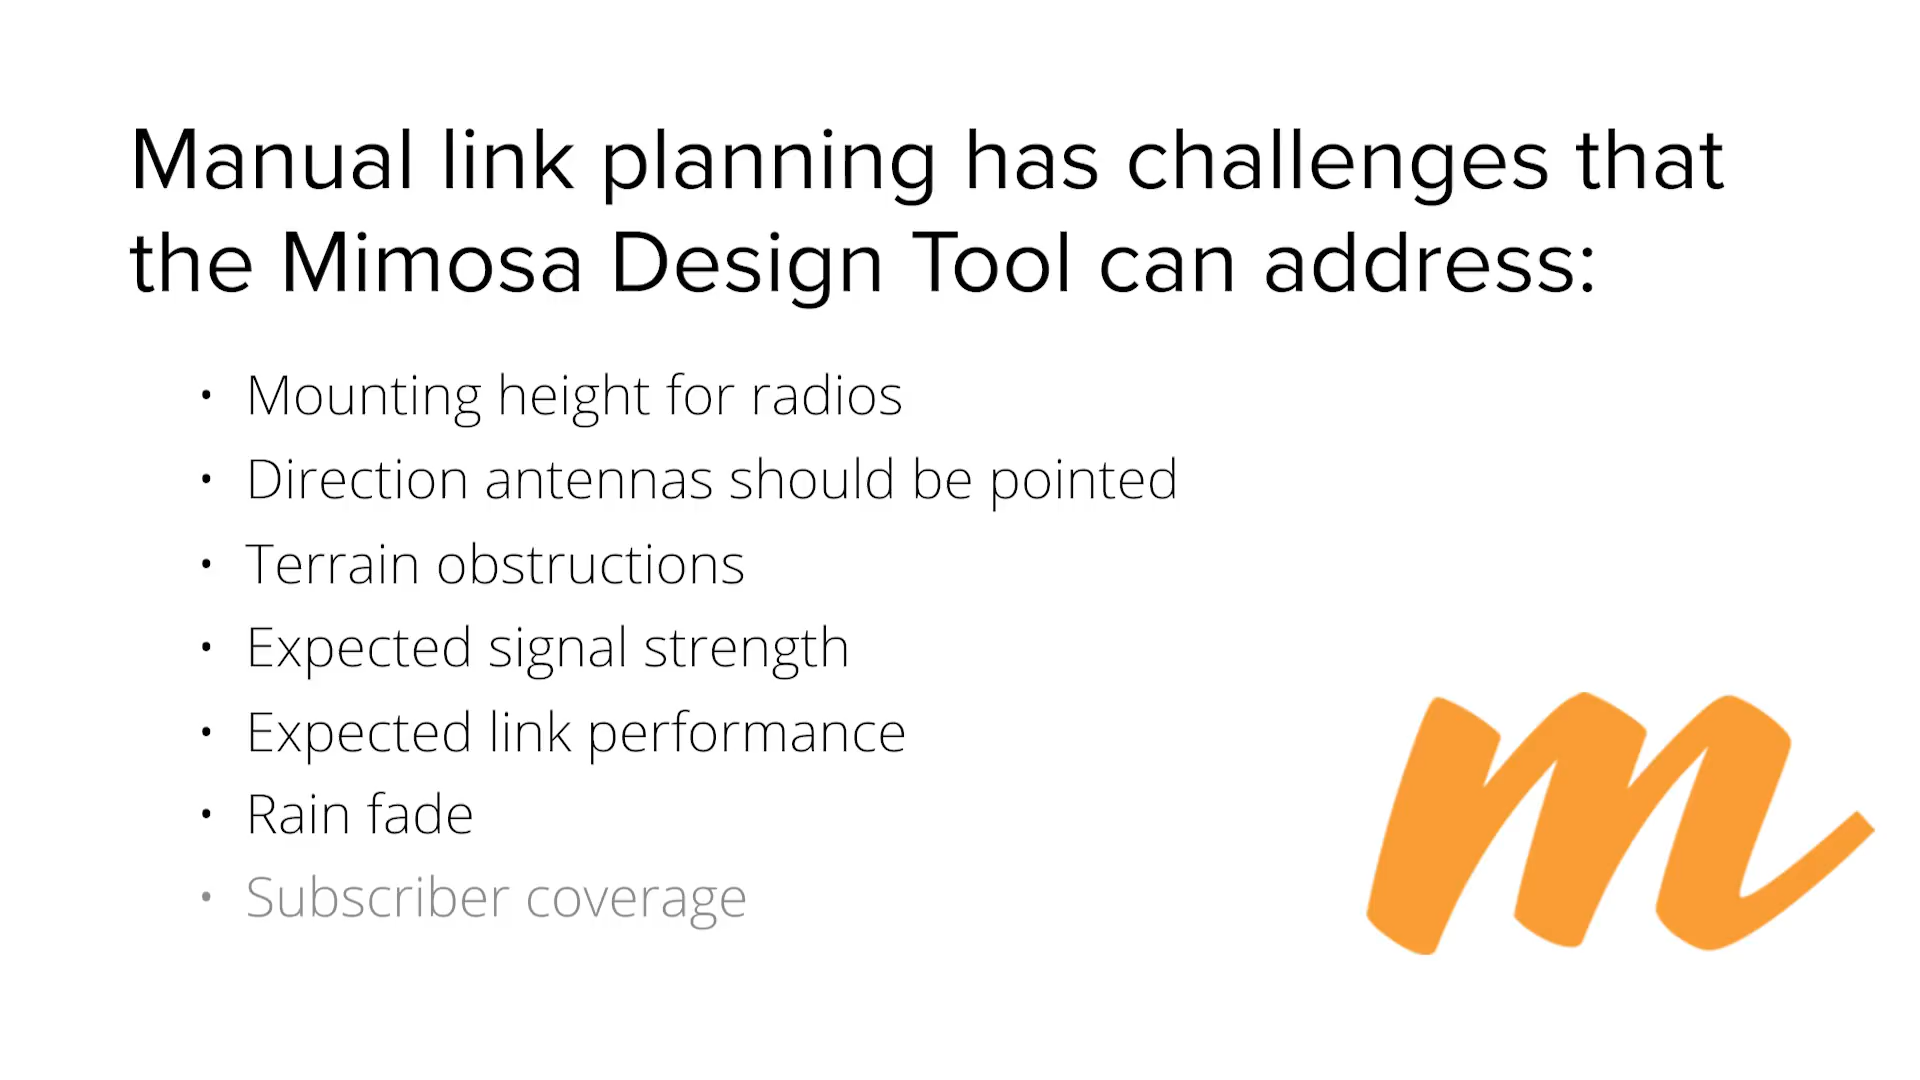 Manual link planning has challenges that
the Mimosa Design Tool can address:
• Mounting height for radios
• Direction antennas should be pointed
• Terrain obstructions
• Expected signal strength
• Expected link performance
• Rain fade
• Subscriber coverage
m